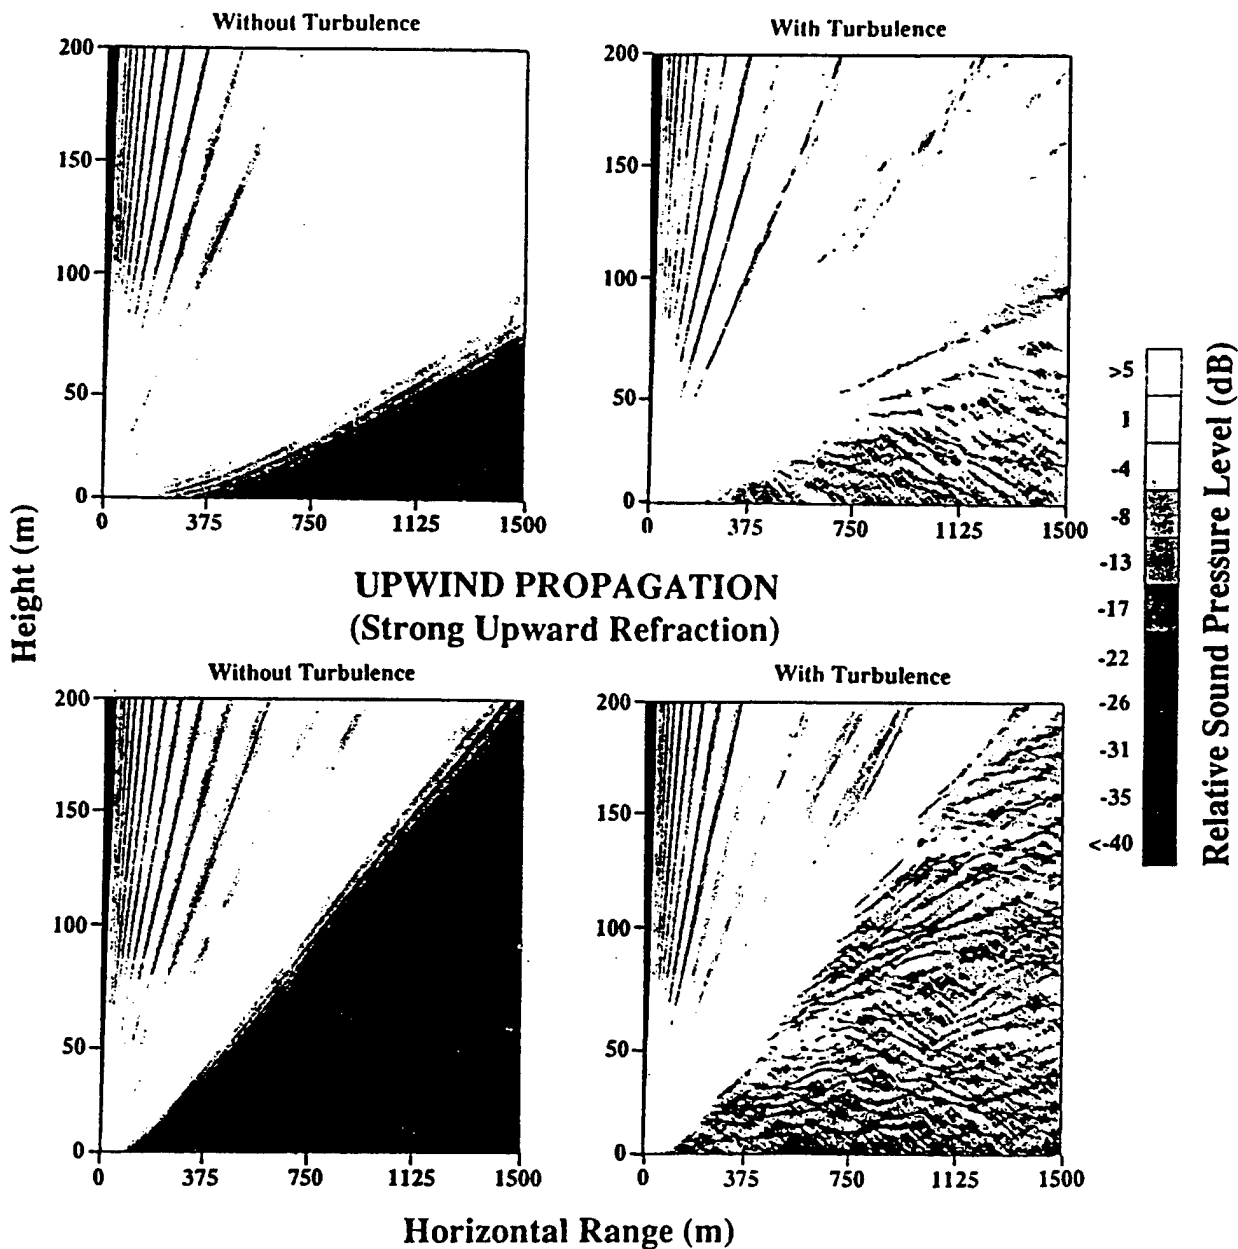 Without Turbulence
With Turbulence
200
150
100
50
0
0 375 750 1125 1500
200
150
100
50
0
0 375 750 1125 1500
UPWIND PROPAGATION
(Strong Upward Refraction)
Without Turbulence
With Turbulence
200
150
100
50
0
0 375 750 1125 1500
200
150
100
50
0
0 375 750 1125 1500
Height (m)
Horizontal Range (m)
>5
1
-4
-8
-13
-17
-22
-26
-31
-35
<-40
Relative Sound Pressure Level (dB)